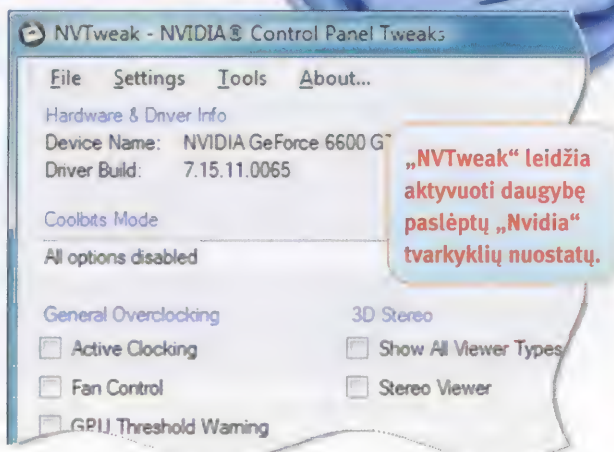 NVTweak - NVIDIA® Control Panel Tweaks
File Settings Tools About...
Hardware & Driver Info
Device Name: NVIDIA GeForce 6600 G
Driver Build: 7.15.11.0065
„NVTweak“ leidžia
aktyvuoti daugybę
paslėptų „Nvidia“
tvarkyklių nuostatų.
Coolbits Mode
All options disabled
General Overclocking 3D Stereo
Active Clocking Show All Viewer Types
Fan Control Stereo Viewer
GPU Threshold Warning